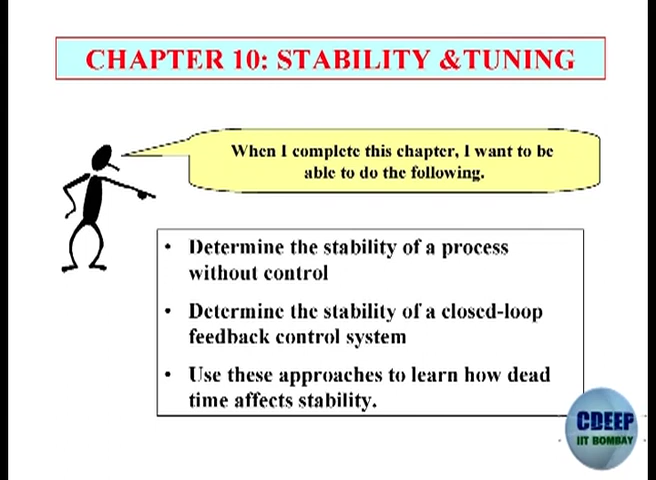 CHAPTER 10: STABILITY &TUNING
When I complete this chapter, I want to be
able to do the following.
• Determine the stability of a process
without control
• Determine the stability of a closed-loop
feedback control system
• Use these approaches to learn how dead
time affects stability.
CDEEP
IIT BOMBAY